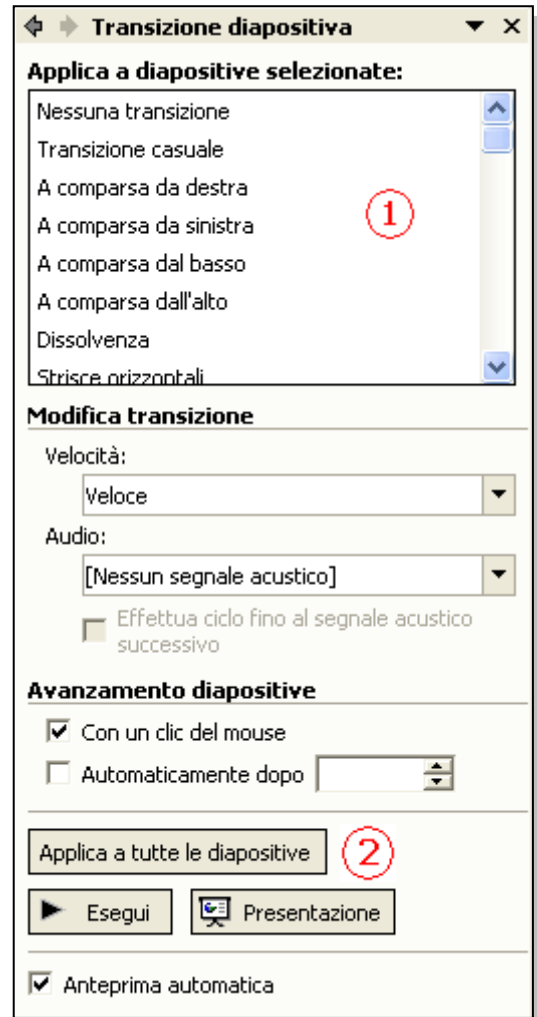 Transizione diapositiva
Applica a diapositive selezionate:
Nessuna transizione
Transizione casuale
A comparsa da destra
1
A comparsa da sinistra
A comparsa dal basso
A comparsa dall'alto
Dissolvenza
Strisce orizzontali
Modifica transizione
Velocità:
Veloce
Audio:
[Nessun segnale acustico]
Effettua ciclo fino al segnale acustico
successivo
Avanzamento diapositive
Con un clic del mouse
Automaticamente dopo
Applica a tutte le diapositive 2
Esegui Presentazione
Anteprima automatica